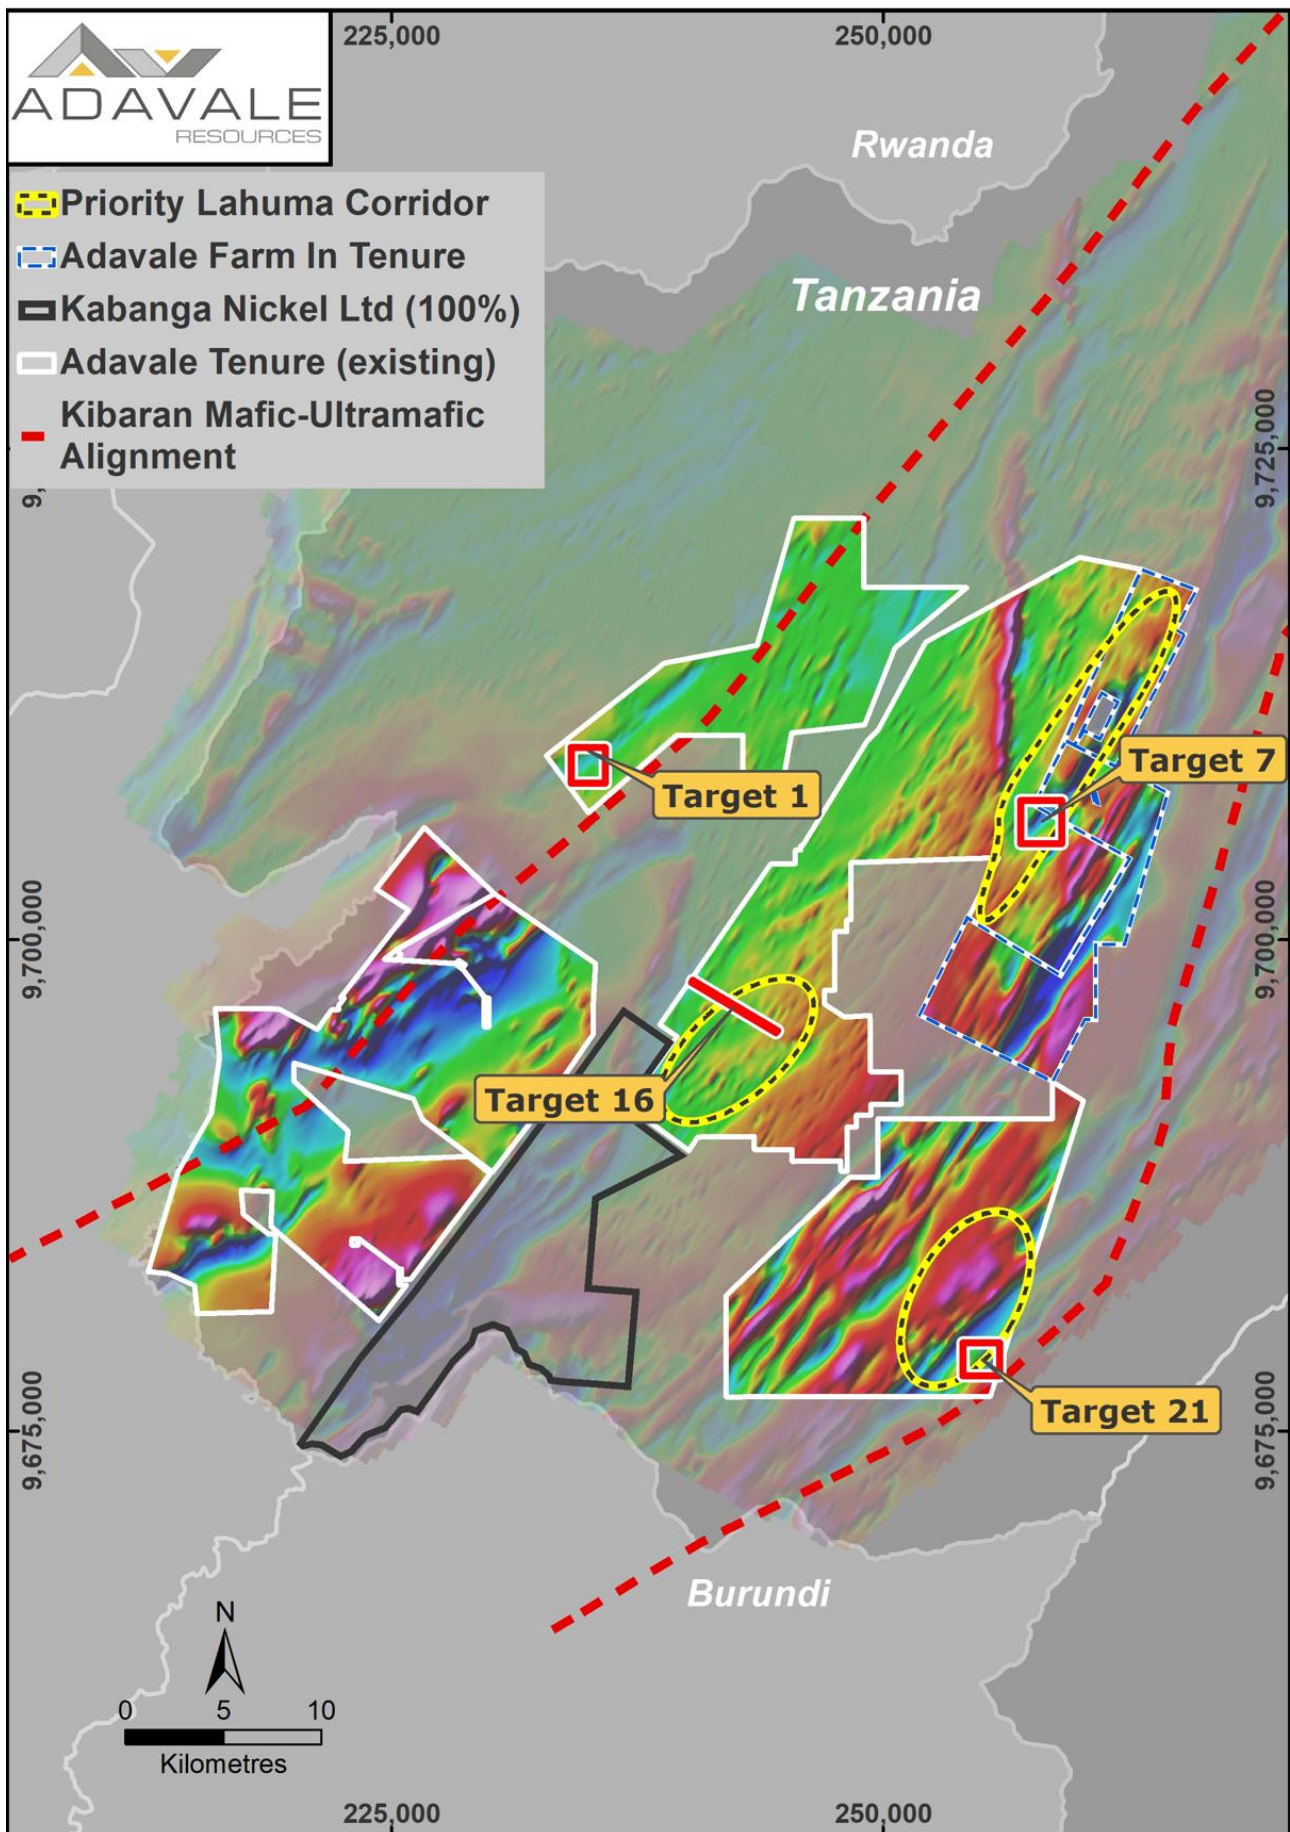 225,000
250,000
ADAVALE
RESOURCES
Rwanda
Priority Lahuma Corridor
Adavale Farm In Tenure
Kabanga Nickel Ltd (100%)
Adavale Tenure (existing)
Kibaran Mafic-Ultramafic
Alignment
Tanzania
9,
9,725,000
Target 7
Target 1
9,700,000
9,700,000
Target 16
Target 21
9,675,000
9,675,000
Burundi
N
0 5 10
Kilometres
225,000
250,000